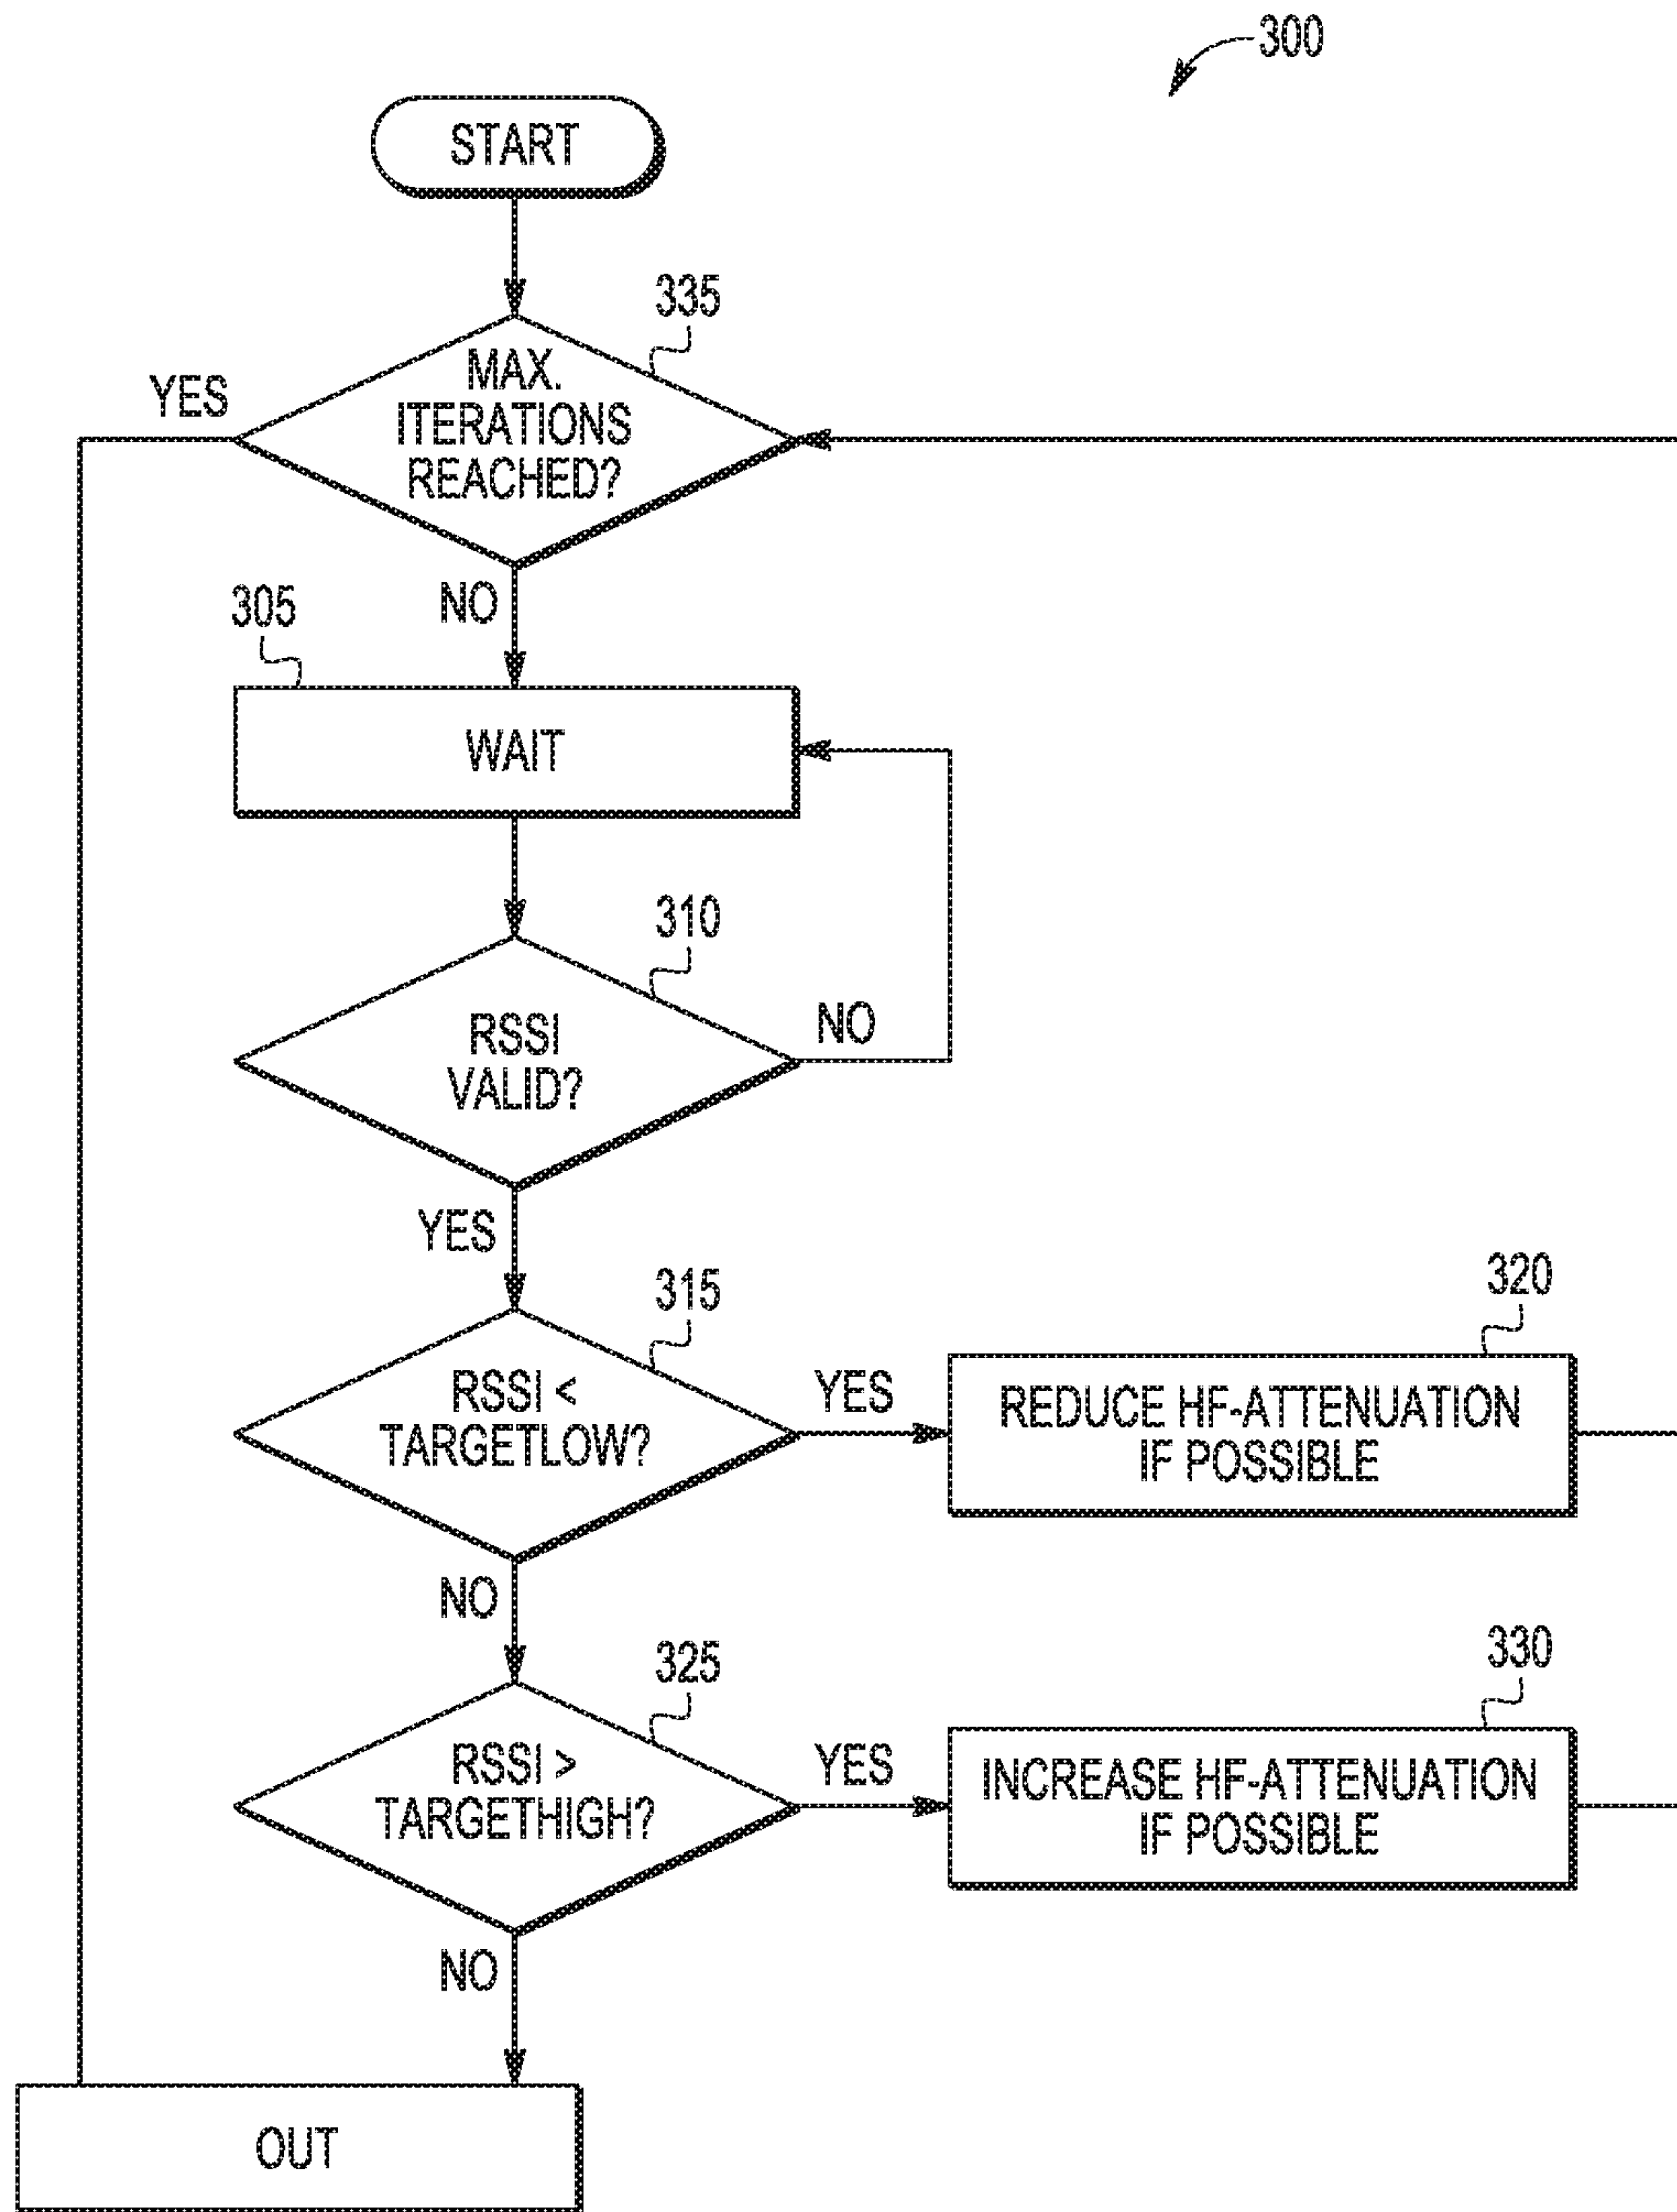 300
START
335
MAX.
ITERATIONS
REACHED?
YES
NO
305
WAIT
310
RSSI
VALID?
NO
YES
315
RSSI <
TARGETLOW?
YES
320
REDUCE HF-ATTENUATION
IF POSSIBLE
NO
325
RSSI >
TARGETHIGH?
YES
330
INCREASE HF-ATTENUATION
IF POSSIBLE
NO
OUT